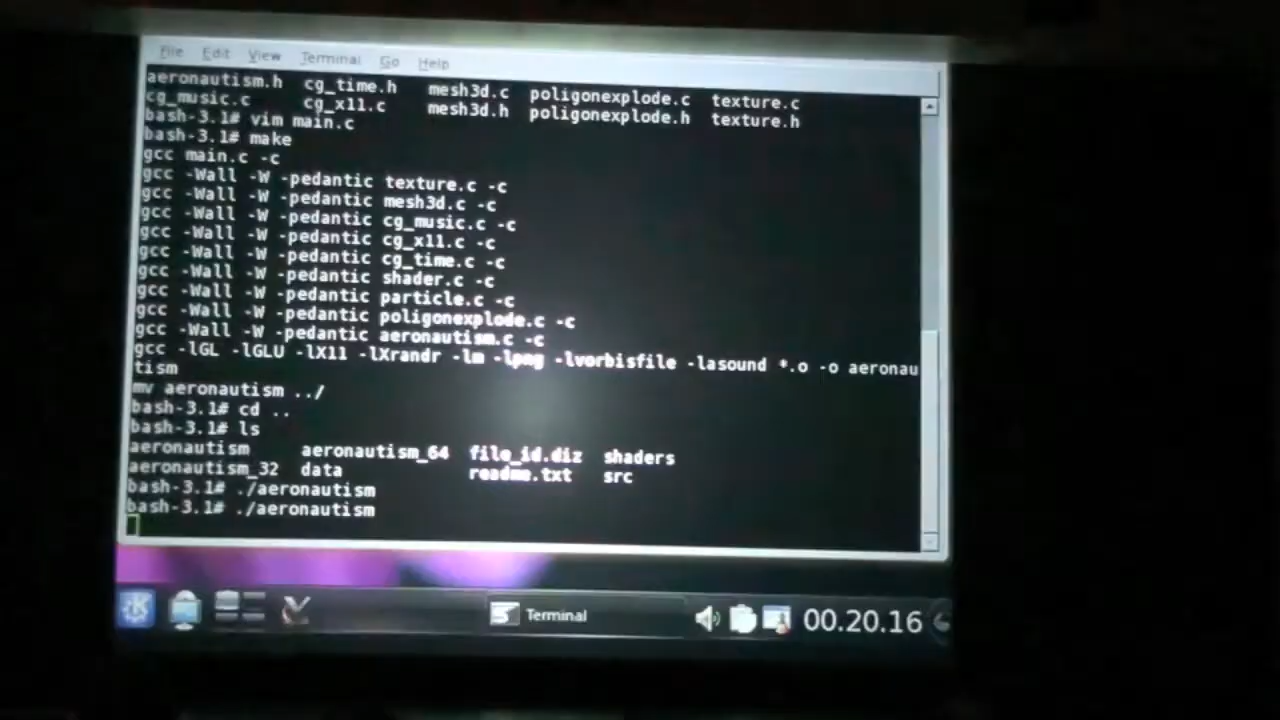 File Edit View Terminal Go Help
aeronautism.h cg_time.h mesh3d.c poligonexplode.c texture.c
cg_music.c cg_x11.c mesh3d.h poligonexplode.h texture.h
bash-3.1# vim main.c
bash-3.1# make
gcc main.c -c
gcc -Wall -W -pedantic texture.c -c
gcc -Wall -W -pedantic mesh3d.c -c
gcc -Wall -W -pedantic cg_music.c -c
gcc -Wall -W -pedantic cg_x11.c -c
gcc -Wall -W -pedantic cg_time.c -c
gcc -Wall -W -pedantic shader.c -c
gcc -Wall -W -pedantic particle.c -c
gcc -Wall -W -pedantic poligonexplode.c -c
gcc -Wall -W -pedantic aeronautism.c -c
gcc -lGL -lGLU -lX11 -lXrandr -lm -lpng -lvorbisfile -lasound *.o -o aeronau
tism
mv aeronautism ../
bash-3.1# cd ..
bash-3.1# ls
aeronautism aeronautism_64 file_id.diz shaders
aeronautism_32 data readme.txt src
bash-3.1# ./aeronautism
bash-3.1# ./aeronautism
Terminal 00.20.16